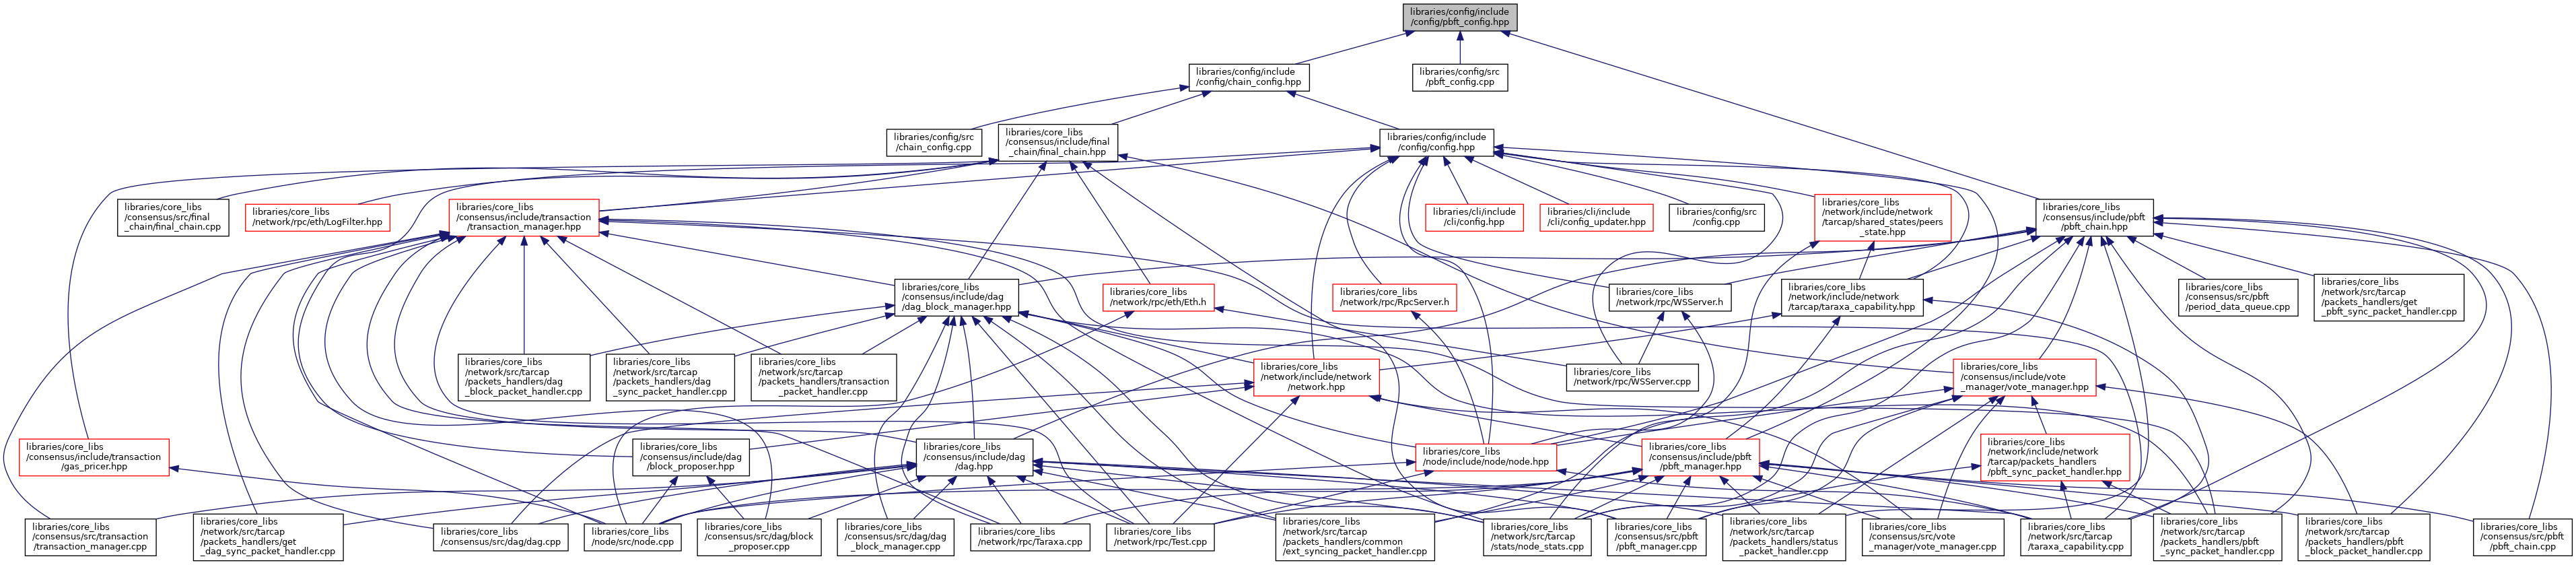 libraries/config/include
/config/pbft_config.hpp
libraries/config/include
/config/chain_config.hpp
libraries/config/src
/pbft_config.cpp
libraries/config/src
/chain_config.cpp
libraries/core_libs
/consensus/include/final
_chain/final_chain.hpp
libraries/config/include
/config/config.hpp
libraries/core_libs
/consensus/src/final
_chain/final_chain.cpp
libraries/core_libs
/network/rpc/eth/LogFilter.hpp
libraries/core_libs
/consensus/include/transaction
/transaction_manager.hpp
libraries/cli/include
/cli/config.hpp
libraries/cli/include
/cli/config_updater.hpp
libraries/config/src
/config.cpp
libraries/core_libs
/network/include/network
/tarcap/shared_states/peers
_state.hpp
libraries/core_libs
/consensus/include/pbft
/pbft_chain.hpp
libraries/core_libs
/consensus/include/dag
/dag_block_manager.hpp
libraries/core_libs
/network/rpc/eth/Eth.h
libraries/core_libs
/network/rpc/RpcServer.h
libraries/core_libs
/network/rpc/WSServer.h
libraries/core_libs
/network/include/network
/tarcap/taraxa_capability.hpp
libraries/core_libs
/consensus/src/pbft
/period_data_queue.cpp
libraries/core_libs
/network/src/tarcap
/packets_handlers/get
_pbft_sync_packet_handler.cpp
libraries/core_libs
/network/src/tarcap
/packets_handlers/dag
_block_packet_handler.cpp
libraries/core_libs
/network/src/tarcap
/packets_handlers/dag
_sync_packet_handler.cpp
libraries/core_libs
/network/src/tarcap
/packets_handlers/transaction
_packet_handler.cpp
libraries/core_libs
/network/include/network
/network.hpp
libraries/core_libs
/network/rpc/WSServer.cpp
libraries/core_libs
/consensus/include/vote
_manager/vote_manager.hpp
libraries/core_libs
/consensus/include/transaction
/gas_pricer.hpp
libraries/core_libs
/consensus/include/dag
/block_proposer.hpp
libraries/core_libs
/consensus/include/dag
/dag.hpp
libraries/core_libs
/node/include/node/node.hpp
libraries/core_libs
/consensus/include/pbft
/pbft_manager.hpp
libraries/core_libs
/network/include/network
/tarcap/packets_handlers
/pbft_sync_packet_handler.hpp
libraries/core_libs
/consensus/src/transaction
/transaction_manager.cpp
libraries/core_libs
/network/src/tarcap
/packets_handlers/get
_dag_sync_packet_handler.cpp
libraries/core_libs
/consensus/src/dag/dag.cpp
libraries/core_libs
/node/src/node.cpp
libraries/core_libs
/consensus/src/dag/block
_proposer.cpp
libraries/core_libs
/consensus/src/dag/dag
_block_manager.cpp
libraries/core_libs
/network/rpc/Taraxa.cpp
libraries/core_libs
/network/rpc/Test.cpp
libraries/core_libs
/network/src/tarcap
/packets_handlers/common
/ext_syncing_packet_handler.cpp
libraries/core_libs
/network/src/tarcap
/stats/node_stats.cpp
libraries/core_libs
/consensus/src/pbft
/pbft_manager.cpp
libraries/core_libs
/network/src/tarcap
/packets_handlers/status
_packet_handler.cpp
libraries/core_libs
/consensus/src/vote
_manager/vote_manager.cpp
libraries/core_libs
/network/src/tarcap
/taraxa_capability.cpp
libraries/core_libs
/network/src/tarcap
/packets_handlers/pbft
_sync_packet_handler.cpp
libraries/core_libs
/network/src/tarcap
/packets_handlers/pbft
_block_packet_handler.cpp
libraries/core_libs
/consensus/src/pbft
/pbft_chain.cpp